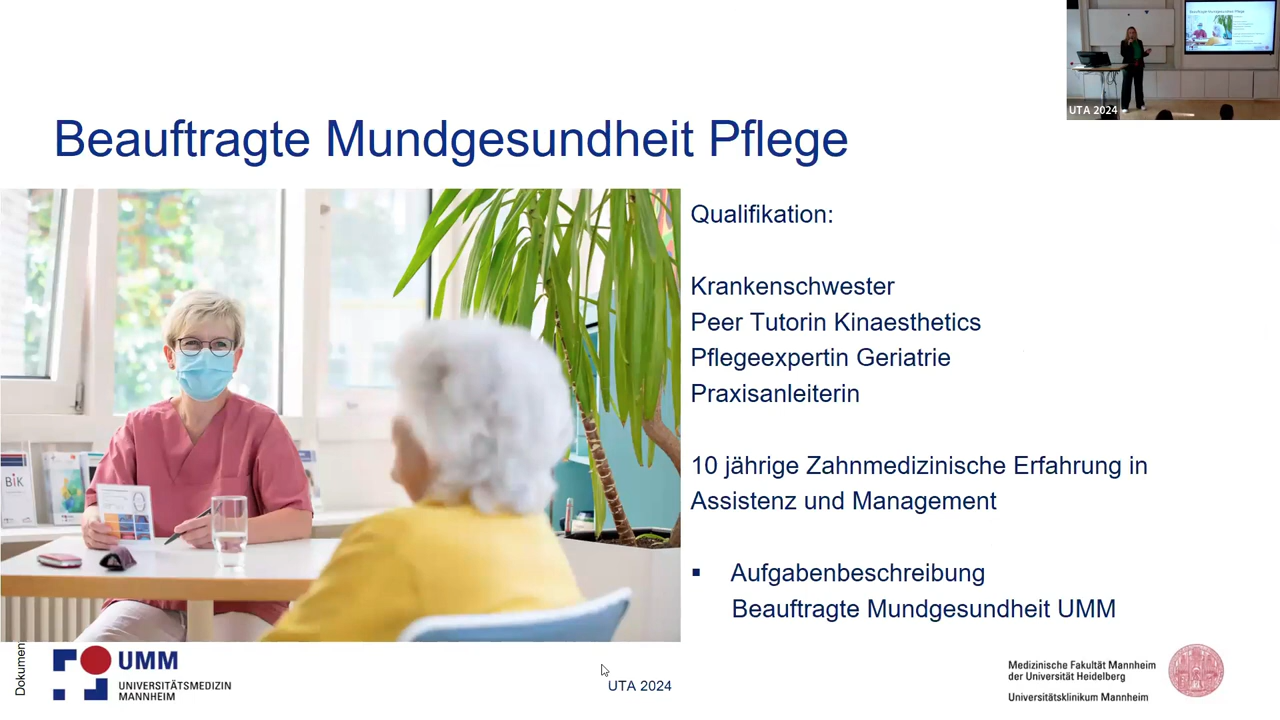 UTA 2024
Beauftragte Mundgesundheit Pflege
Qualifikation:
Krankenschwester
Peer Tutorin Kinaesthetics
Pflegeexpertin Geriatrie
Praxisanleiterin
10 jährige Zahnmedizinische Erfahrung in
Assistenz und Management
▪ Aufgabenbeschreibung
Beauftragte Mundgesundheit UMM
BiK
Dokumen
UMM
UNIVERSITÄTSMEDIZIN
MANNHEIM
UTA 2024
Medizinische Fakultät Mannheim
der Universität Heidelberg
Universitätsklinikum Mannheim